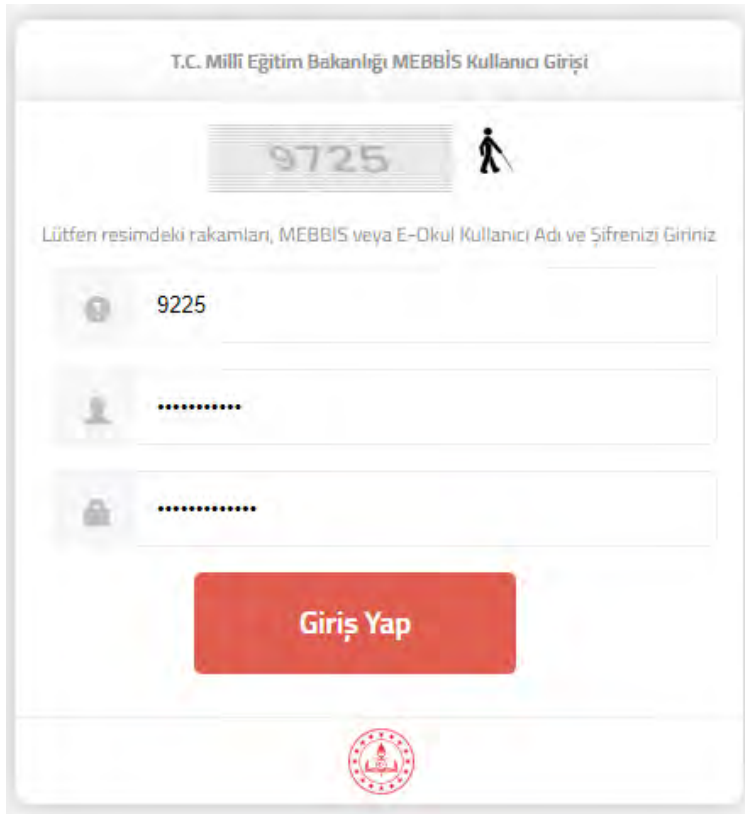 T.C. Millî Eğitim Bakanlığı MEBBİS Kullanıcı Girişi
9725
Lütfen resimdeki rakamları, MEBBİS veya E-Okul Kullanıcı Adı ve Şifrenizi Giriniz
9225
•••••••••••
•••••••••••••
Giriş Yap